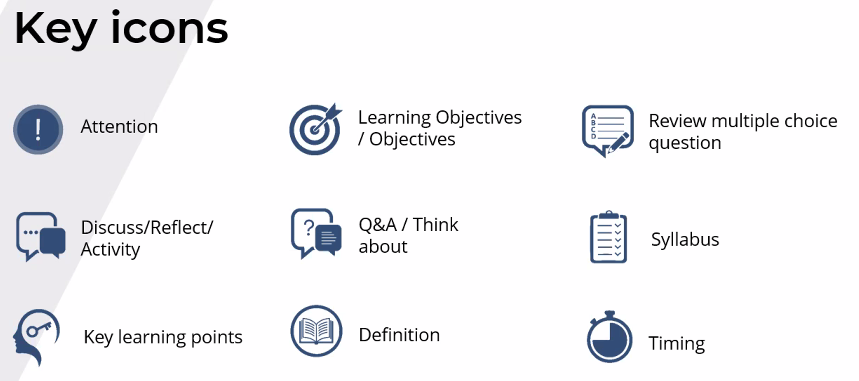 Key icons
Attention
Learning Objectives
/ Objectives
A
B
C
D
Review multiple choice
question
Discuss/Reflect/
Activity
?
Q&A / Think
about
Syllabus
Key learning points
Definition
Timing